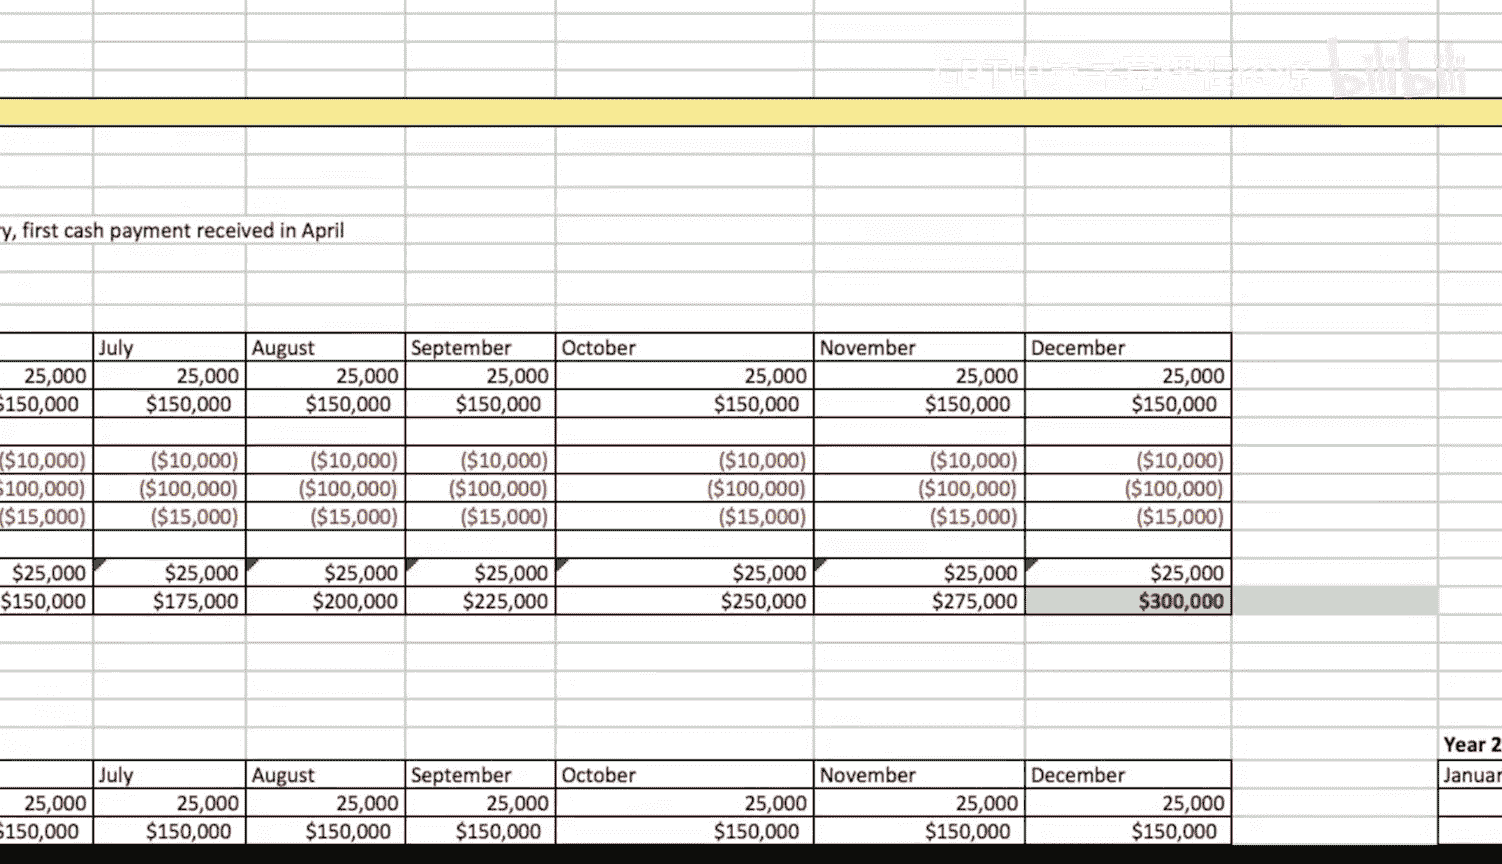 bilibili
y, first cash payment received in April
July August September October November December
25,000 25,000 25,000 25,000 25,000 25,000 25,000
$150,000 $150,000 $150,000 $150,000 $150,000 $150,000 $150,000
($10,000) ($10,000) ($10,000) ($10,000) ($10,000) ($10,000) ($10,000)
$100,000) ($100,000) ($100,000) ($100,000) ($100,000) ($100,000) ($100,000)
($15,000) ($15,000) ($15,000) ($15,000) ($15,000) ($15,000) ($15,000)
$25,000 $25,000 $25,000 $25,000 $25,000 $25,000 $25,000
$150,000 $175,000 $200,000 $225,000 $250,000 $275,000 $300,000
Year 2
July August September October November December Januar
25,000 25,000 25,000 25,000 25,000 25,000 25,000
$150,000 $150,000 $150,000 $150,000 $150,000 $150,000 $150,000